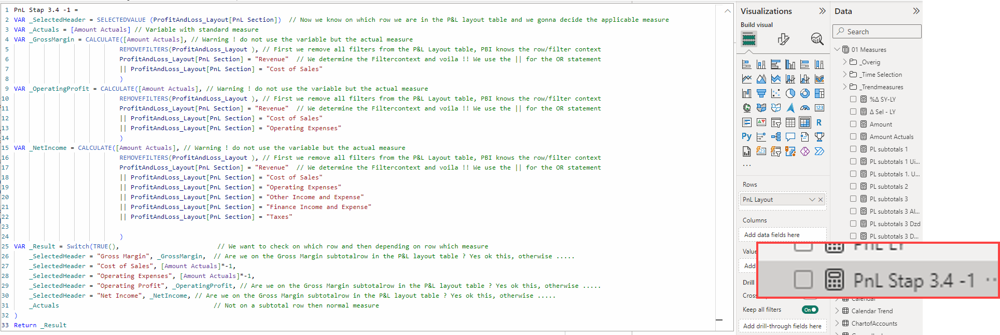 1 PnL Stap 3.4 -1 =
2 VAR _SelectedHeader = SELECTEDVALUE (ProfitAndLoss_Layout[PnL Section]) // Now we know on which row we are in the P&L layout table and we gonna decide the applicable measure
3 VAR _Actuals = [Amount Actuals] // Variable with standard measure
4 VAR _GrossMargin = CALCULATE([Amount Actuals], // Warning ! do not use the variable but the actual measure
5 REMOVEFILTERS(ProfitAndLoss_Layout ), // First we remove all filters from the P&L Layout table, PBI knows the row/filter context
6 ProfitAndLoss_Layout[PnL Section] = "Revenue" // We determine the Filtercontext and voila !! We use the || for the OR statement
7 || ProfitAndLoss_Layout[PnL Section] = "Cost of Sales"
8 )
9 VAR _OperatingProfit = CALCULATE([Amount Actuals], // Warning ! do not use the variable but the actual measure
10 REMOVEFILTERS(ProfitAndLoss_Layout ), // First we remove all filters from the P&L Layout table, PBI knows the row/filter context
11 ProfitAndLoss_Layout[PnL Section] = "Revenue" // We determine the Filtercontext and voila !! We use the || for the OR statement
12 || ProfitAndLoss_Layout[PnL Section] = "Cost of Sales"
13 || ProfitAndLoss_Layout[PnL Section] = "Operating Expenses"
14 )
15 VAR _NetIncome = CALCULATE([Amount Actuals], // Warning ! do not use the variable but the actual measure
16 REMOVEFILTERS(ProfitAndLoss_Layout ), // First we remove all filters from the P&L Layout table, PBI knows the row/filter context
17 ProfitAndLoss_Layout[PnL Section] = "Revenue" // We determine the Filtercontext and voila !! We use the || for the OR statement
18 || ProfitAndLoss_Layout[PnL Section] = "Cost of Sales"
19 || ProfitAndLoss_Layout[PnL Section] = "Operating Expenses"
20 || ProfitAndLoss_Layout[PnL Section] = "Other Income and Expense"
21 || ProfitAndLoss_Layout[PnL Section] = "Finance Income and Expense"
22 || ProfitAndLoss_Layout[PnL Section] = "Taxes"
23
24 )
25 VAR _Result = Switch(TRUE(), // We want to check on which row and then depending on row which measure
26 _SelectedHeader = "Gross Margin", _GrossMargin, // Are we on the Gross Margin subtotalrow in the P&L layout table ? Yes ok this, otherwise .....
27 _SelectedHeader = "Cost of Sales", [Amount Actuals]*-1,
28 _SelectedHeader = "Operating Expenses", [Amount Actuals]*-1,
29 _SelectedHeader = "Operating Profit", _OperatingProfit, // Are we on the Gross Margin subtotalrow in the P&L layout table ? Yes ok this, otherwise .....
30 _SelectedHeader = "Net Income", _NetIncome, // Are we on the Gross Margin subtotalrow in the P&L layout table ? Yes ok this, otherwise .....
31 _Actuals // Not on a subtotal row then normal measure
32 )
33 Return _Result
Visualizations
Build visual
123
R
Py
123
...
Rows
PnL Layout
Columns
Add data fields here
Value
Add
Drill
Cross
Keep all filters
On
Add drill-through fields here
Data
Search
01 Measures
_Overig
_Time Selection
_Trendmeasures
%Δ SY-LY
Δ Sel - LY
Amount
Amount Actuals
PL subtotals 1
PL subtotals 1 Ui...
PL subtotals 1. U...
PL subtotals 2
PL subtotals 3
PL subtotals 3 Al...
PL subtotals 3 Dzd
PL subtotals 3 D...
PnL LY
PnL Stap 3.4 -1
Calendar
Calendar Trend
ChartofAccounts